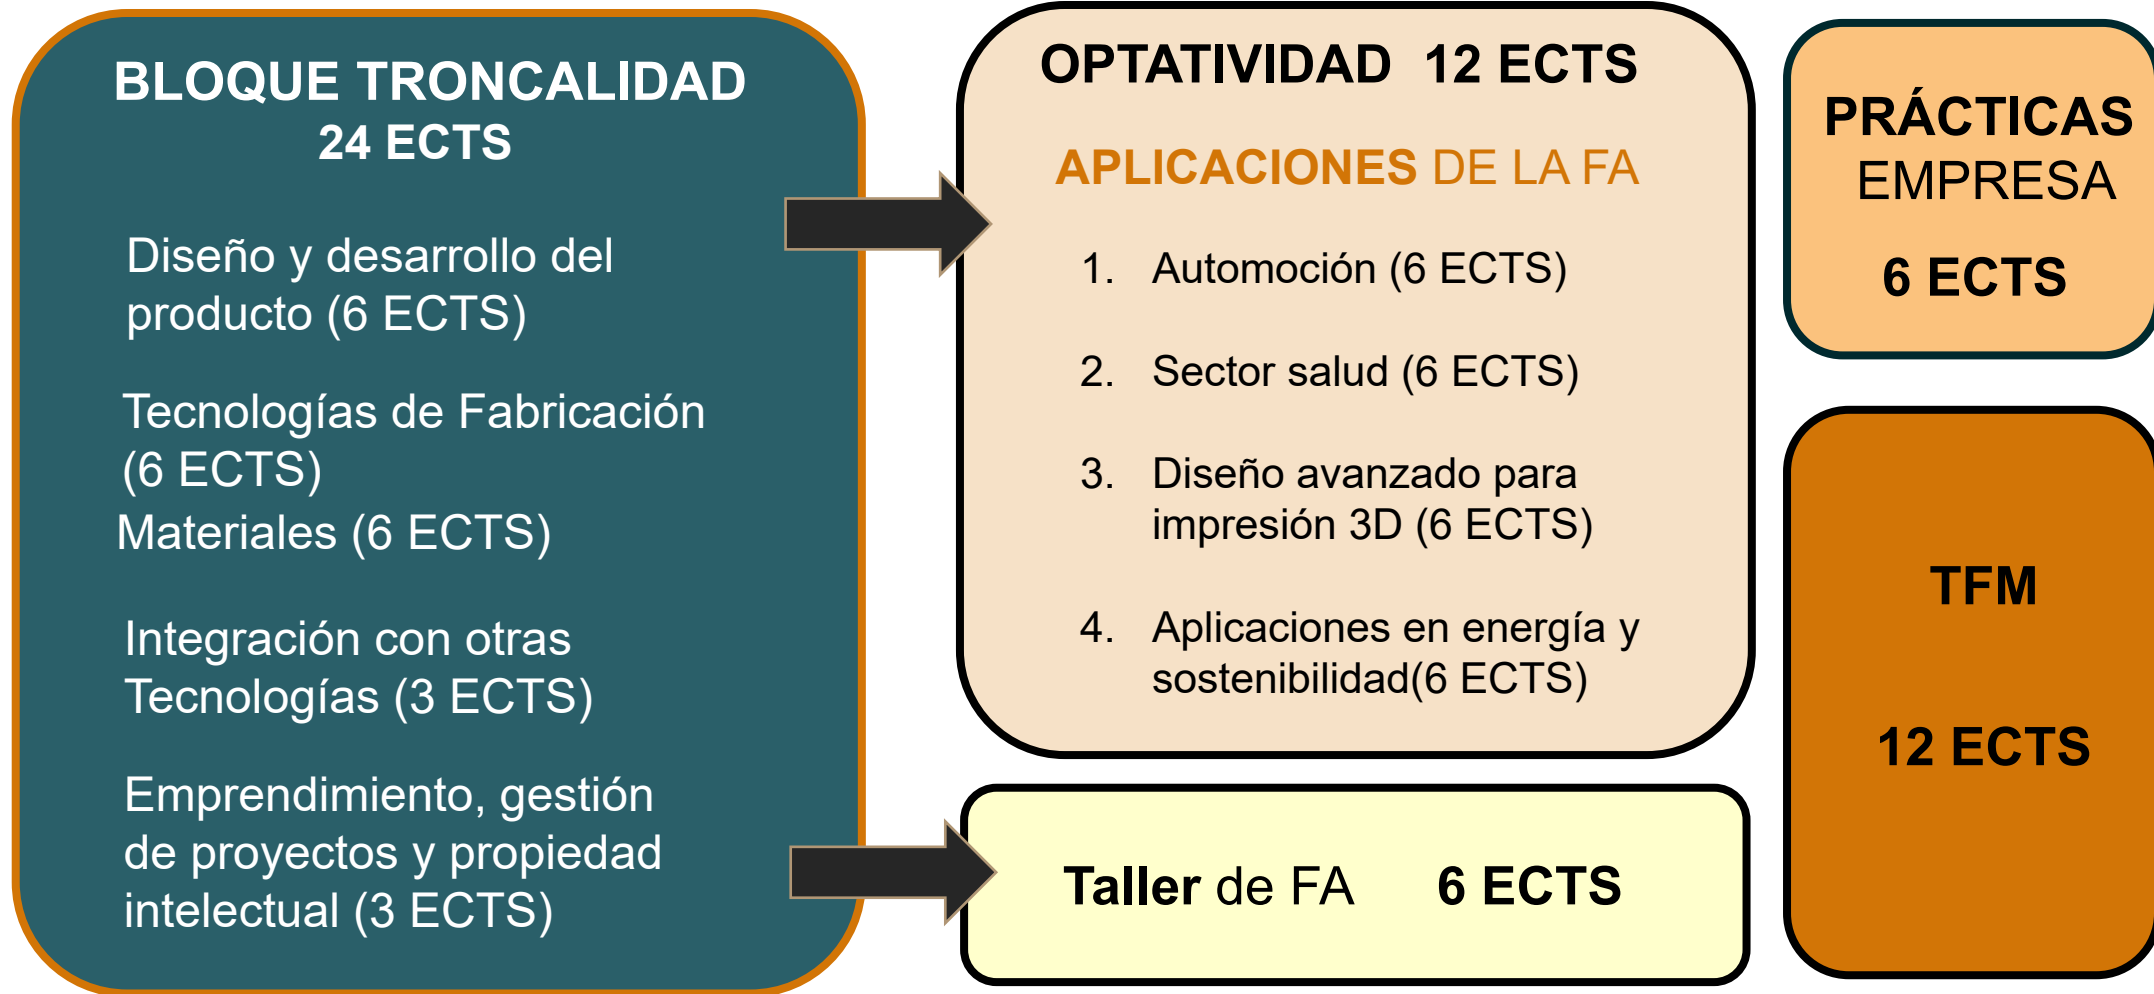 BLOQUE TRONCALIDAD
24 ECTS
Diseño y desarrollo del
producto (6 ECTS)
Tecnologías de Fabricación
(6 ECTS)
Materiales (6 ECTS)
Integración con otras
Tecnologías (3 ECTS)
Emprendimiento, gestión
de proyectos y propiedad
intelectual (3 ECTS)
OPTATIVIDAD 12 ECTS
APLICACIONES DE LA FA
1. Automoción (6 ECTS)
2. Sector salud (6 ECTS)
3. Diseño avanzado para
impresión 3D (6 ECTS)
4. Aplicaciones en energía y
sostenibilidad(6 ECTS)
Taller de FA 6 ECTS
PRÁCTICAS
EMPRESA
6 ECTS
TFM
12 ECTS